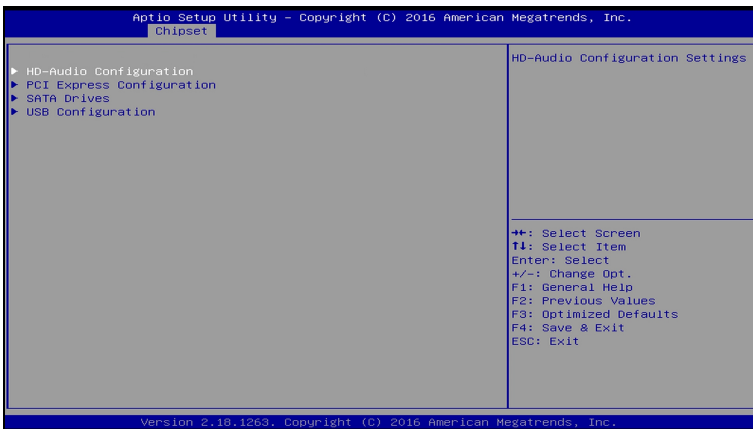 Aptio Setup Utility – Copyright (C) 2016 American Megatrends, Inc.
Chipset
▶ HD-Audio Configuration
▶ PCI Express Configuration
▶ SATA Drives
▶ USB Configuration
HD-Audio Configuration Settings
→←: Select Screen
↑↓: Select Item
Enter: Select
+/-: Change Opt.
F1: General Help
F2: Previous Values
F3: Optimized Defaults
F4: Save & Exit
ESC: Exit
Version 2.18.1263. Copyright (C) 2016 American Megatrends, Inc.